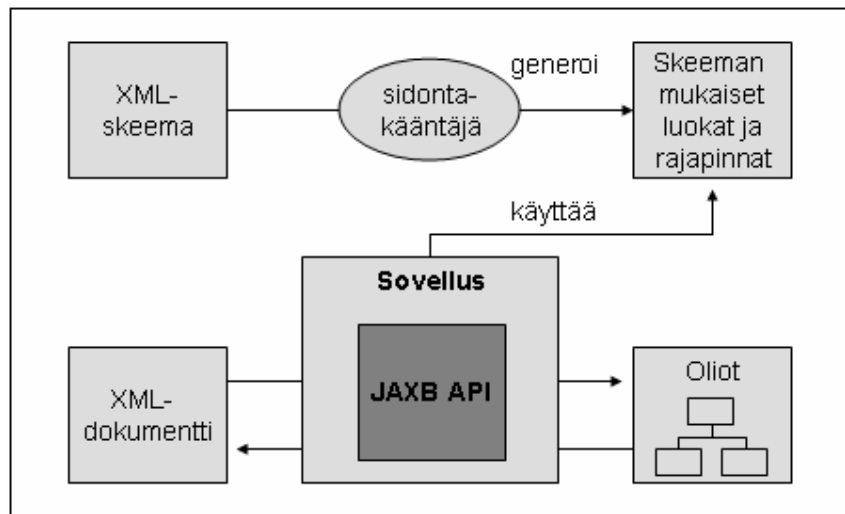 XML-
skeema
sidonta-
kääntäjä
generoi
Skeeman
mukaiset
luokat ja
rajapinnat
käyttää
Sovellus
JAXB API
XML-
dokumentti
Oliot